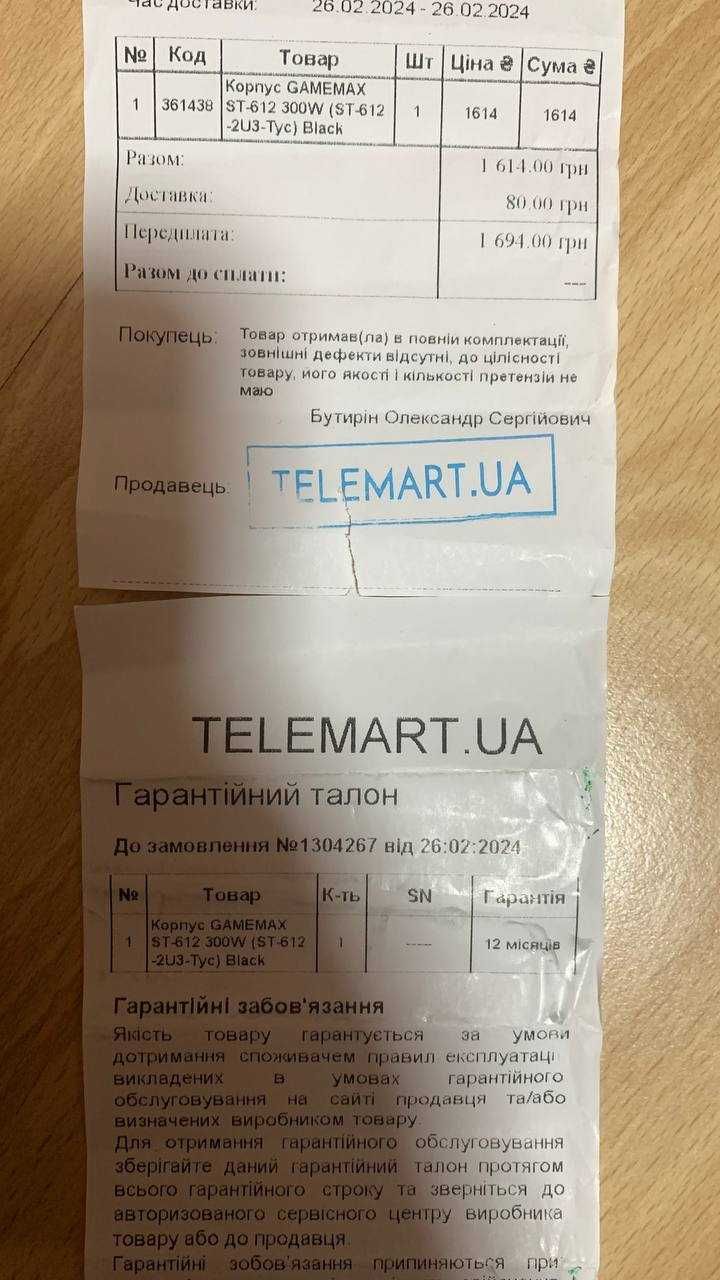 Час доставки: 26.02.2024 - 26.02.2024
№ Код Товар Шт Ціна ₴ Сума ₴
1 361438 Корпус GAMEMAX ST-612 300W (ST-612 -2U3-Tyc) Black 1 1614 1614
Разом: 1 614.00 грн
Доставка: 80.00 грн
Передплата: 1 694.00 грн
Разом до сплати: ---
Покупець: Товар отримав(ла) в повній комплектації,
зовнішні дефекти відсутні, до цілісності
товару, його якості і кількості претензій не
маю
Бутирін Олександр Сергійович
Продавець: TELEMART.UA
TELEMART.UA
Гарантійний талон
До замовлення №1304267 від 26:02:2024
№ Товар К-ть SN Гарантія
1 Корпус GAMEMAX ST-612 300W (ST-612 -2U3-Tyc) Black 1 ---- 12 місяців
Гарантійні забов'язання
Якість товару гарантується за умови
дотримання споживачем правил експлуатації
викладених в умовах гарантійного
обслуговування на сайті продавця та/або
визначених виробником товару.
Для отримання гарантійного обслуговування
зберігайте даний гарантійний талон протягом
всього гарантійного строку та зверніться до
авторизованого сервісного центру виробника
товару або до продавця.
Гарантійні зобов'язання припиняються при